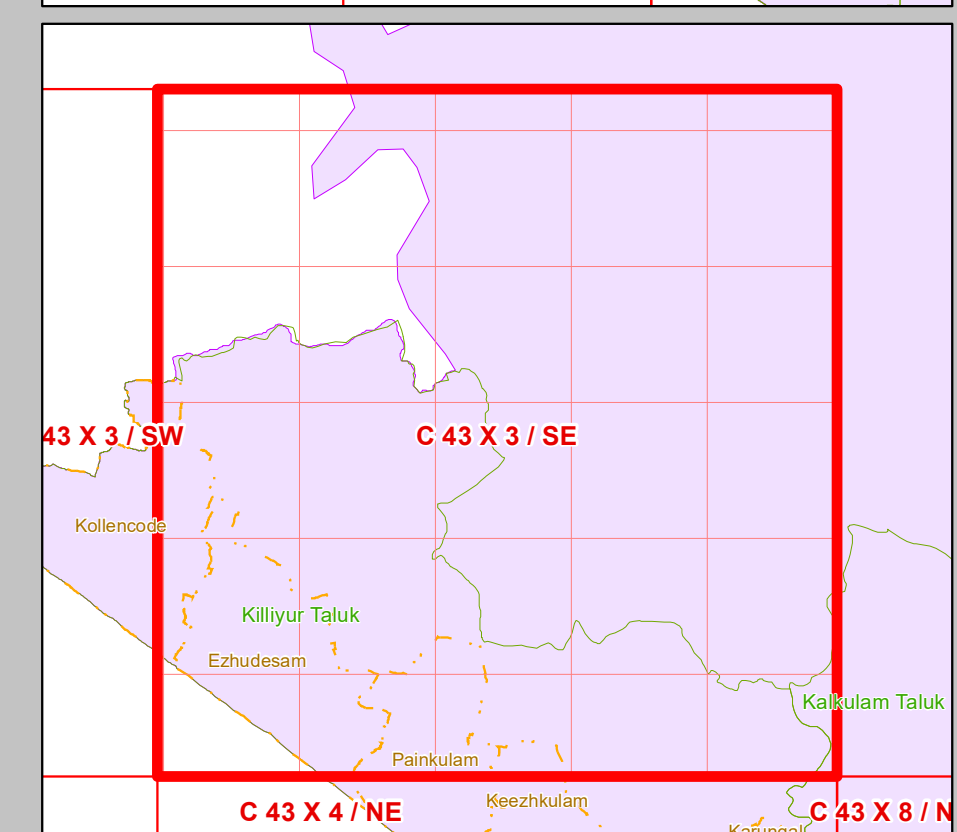 43 X 3 / SW
C 43 X 3 / SE
Kollencode
Killiyur Taluk
Ezhudesam
Kalkulam Taluk
Painkulam
Keezhkulam
C 43 X 4 / NE
C 43 X 8 / N
Karungal